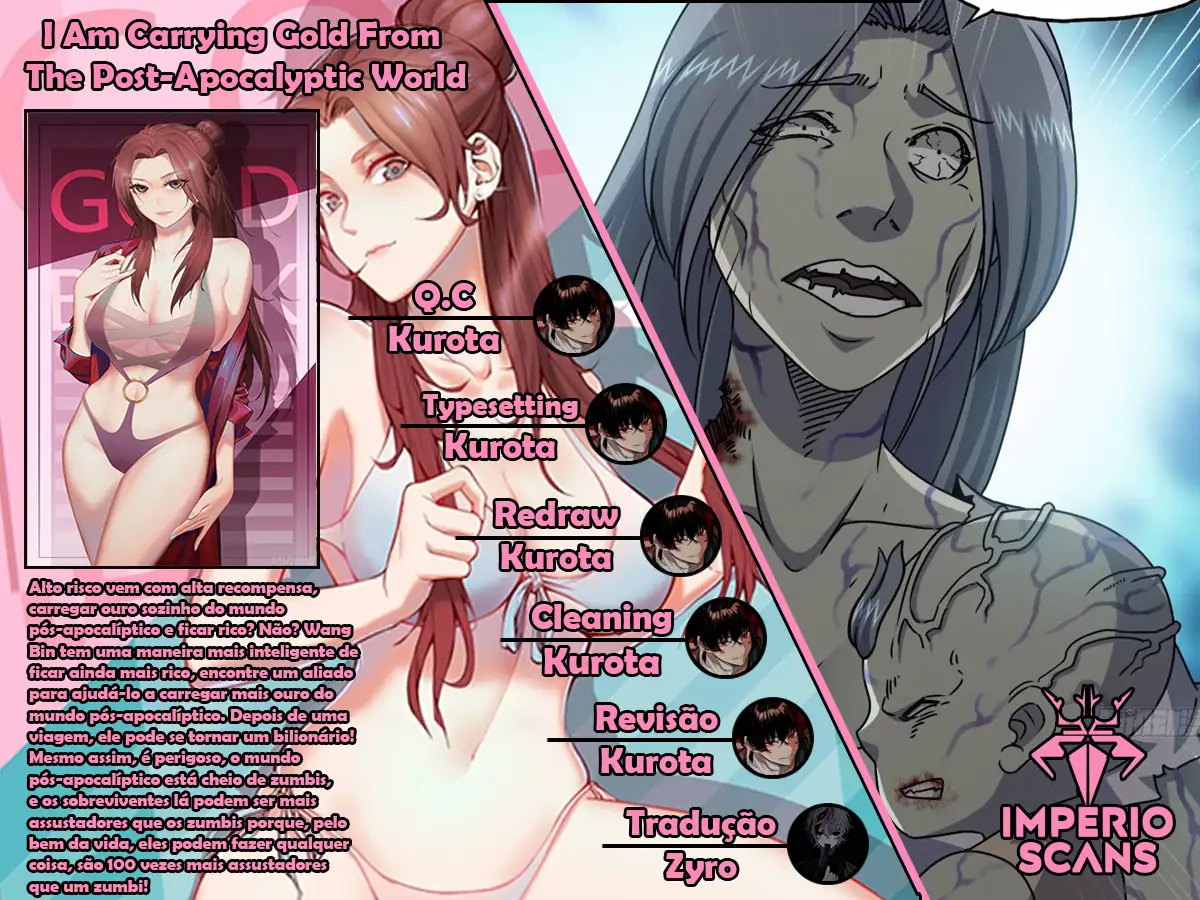 I Am Carrying Gold From
The Post-Apocalyptic World
Q.C
Kurota
Typesetting
Kurota
Redraw
Kurota
Cleaning
Kurota
Revisão
Kurota
Tradução
Zyro
Alto risco vem com alta recompensa,
carregar ouro sozinho do mundo
pós-apocalíptico e ficar rico? Não? Wang
Bin tem uma maneira mais inteligente de
ficar ainda mais rico, encontre um aliado
para ajudá-lo a carregar mais ouro do
mundo pós-apocalíptico. Depois de uma
viagem, ele pode se tornar um bilionário!
Mesmo assim, é perigoso, o mundo
pós-apocalíptico está cheio de zumbis,
e os sobreviventes lá podem ser mais
assustadores que os zumbis porque, pelo
bem da vida, eles podem fazer qualquer
coisa, são 100 vezes mais assustadores
que um zumbi!
IMPERIO
SCANS